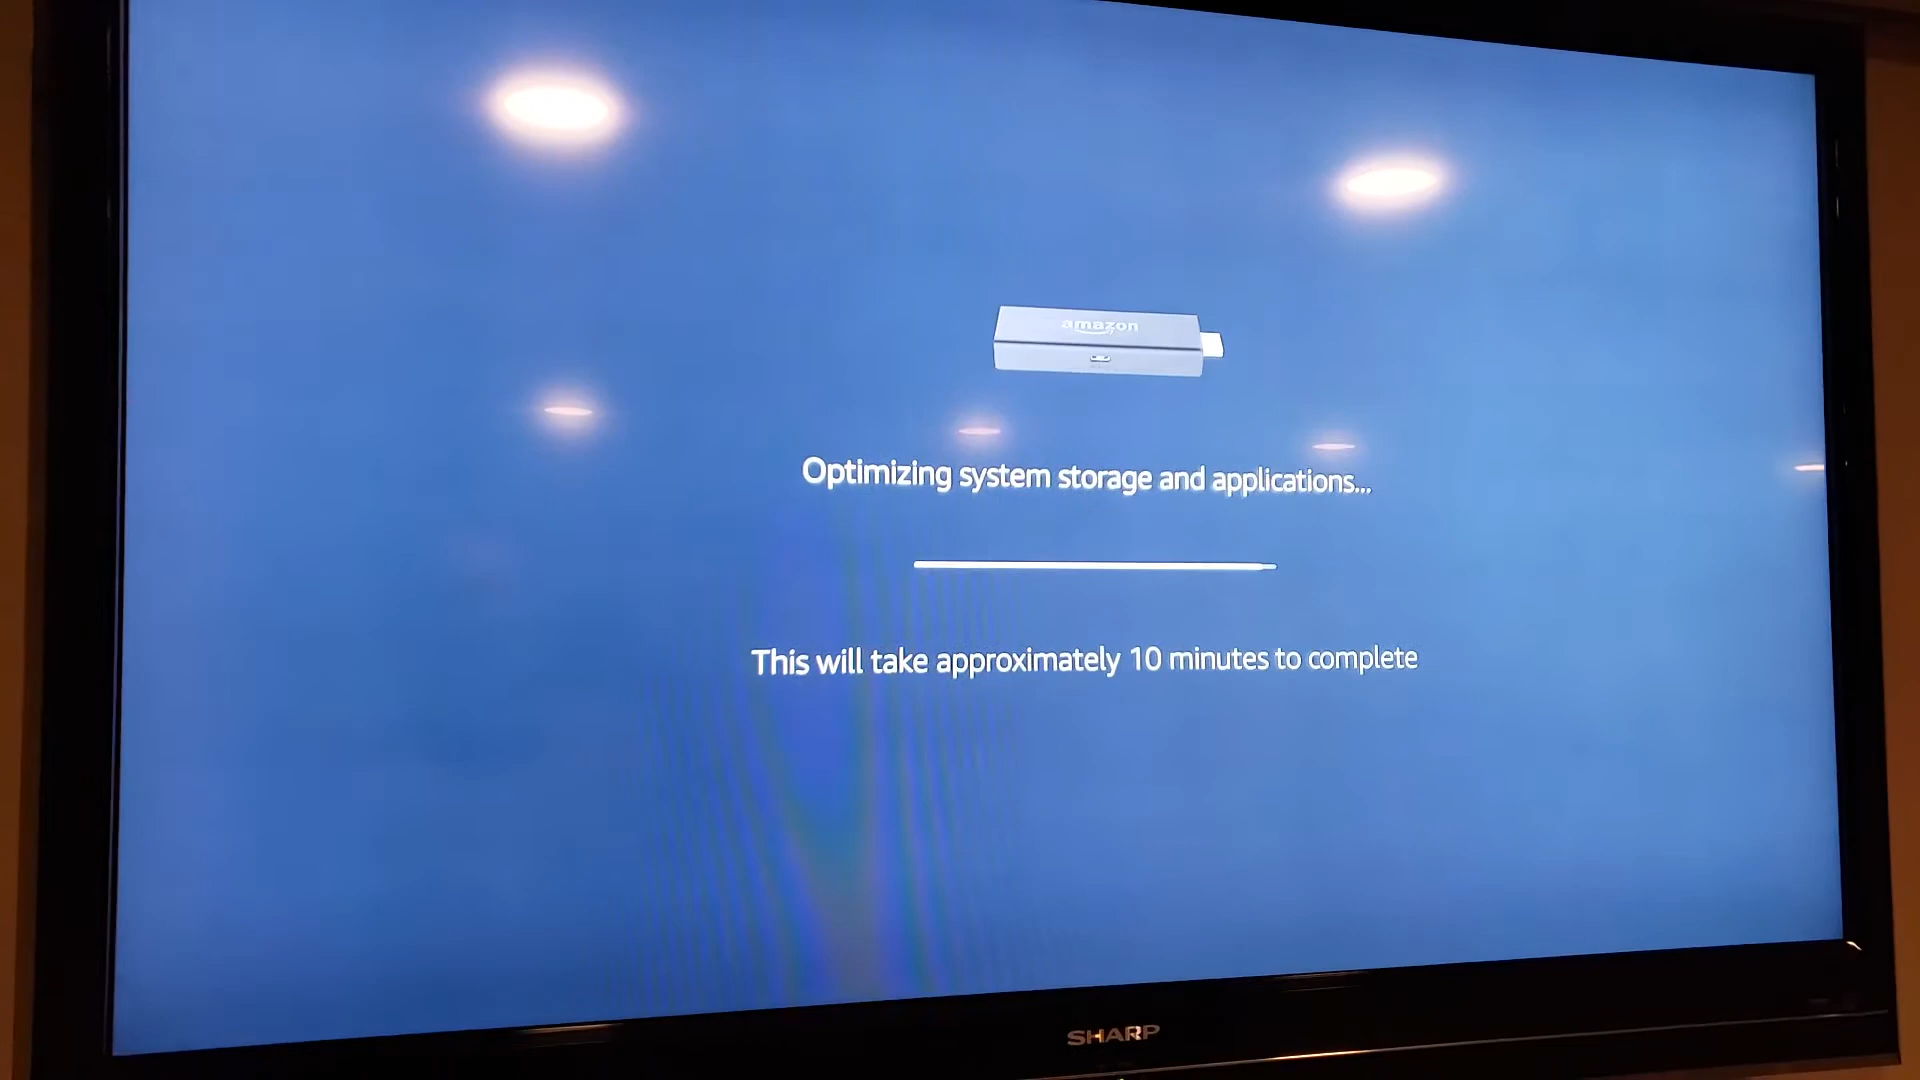 amazon
Optimizing system storage and applications...
This will take approximately 10 minutes to complete
SHARP